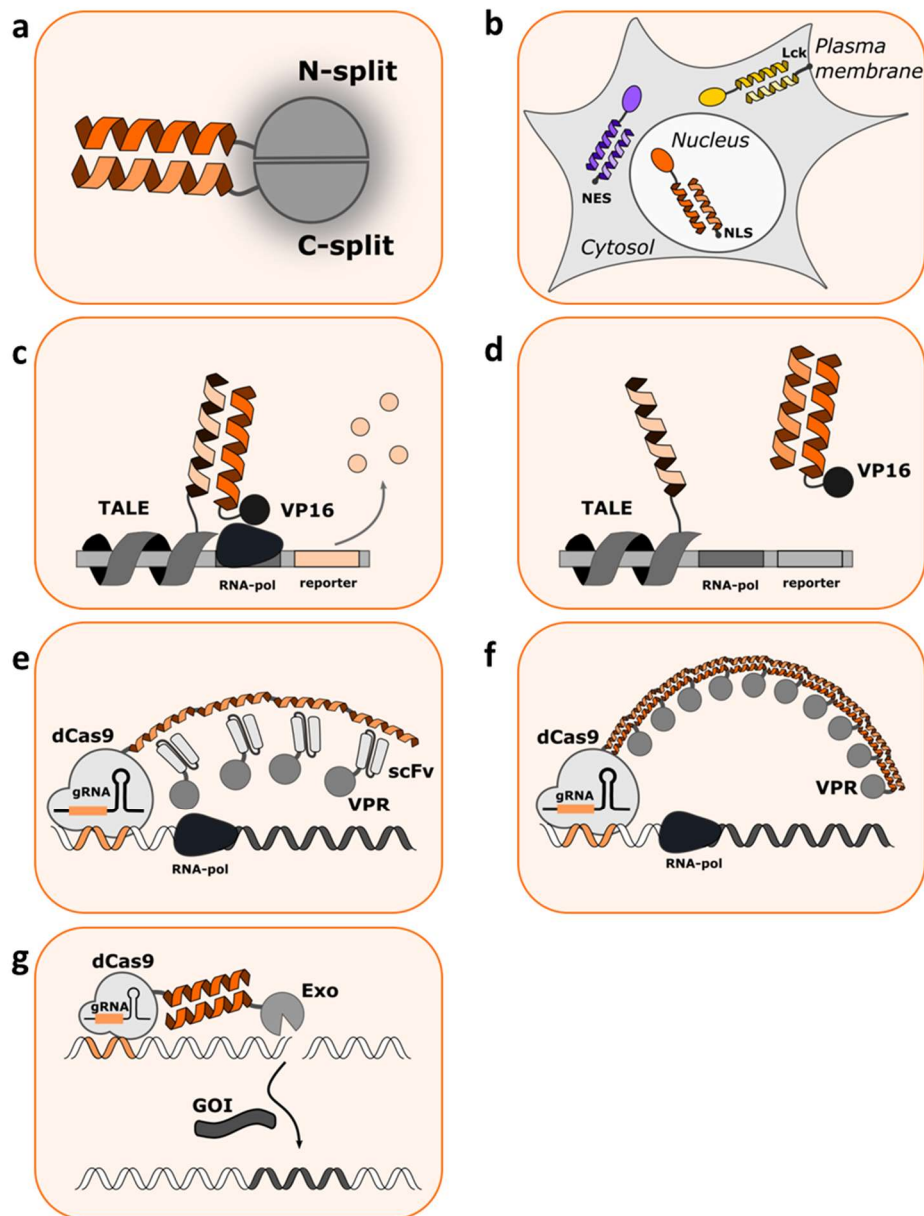 a
N-split
C-split
b
Lck
Plasma
membrane
Nucleus
NES
NLS
Cytosol
c
TALE
VP16
RNA-pol
reporter
d
TALE
VP16
RNA-pol
reporter
e
dCas9
gRNA
scFv
VPR
RNA-pol
f
dCas9
gRNA
VPR
RNA-pol
g
dCas9
gRNA
Exo
GOI